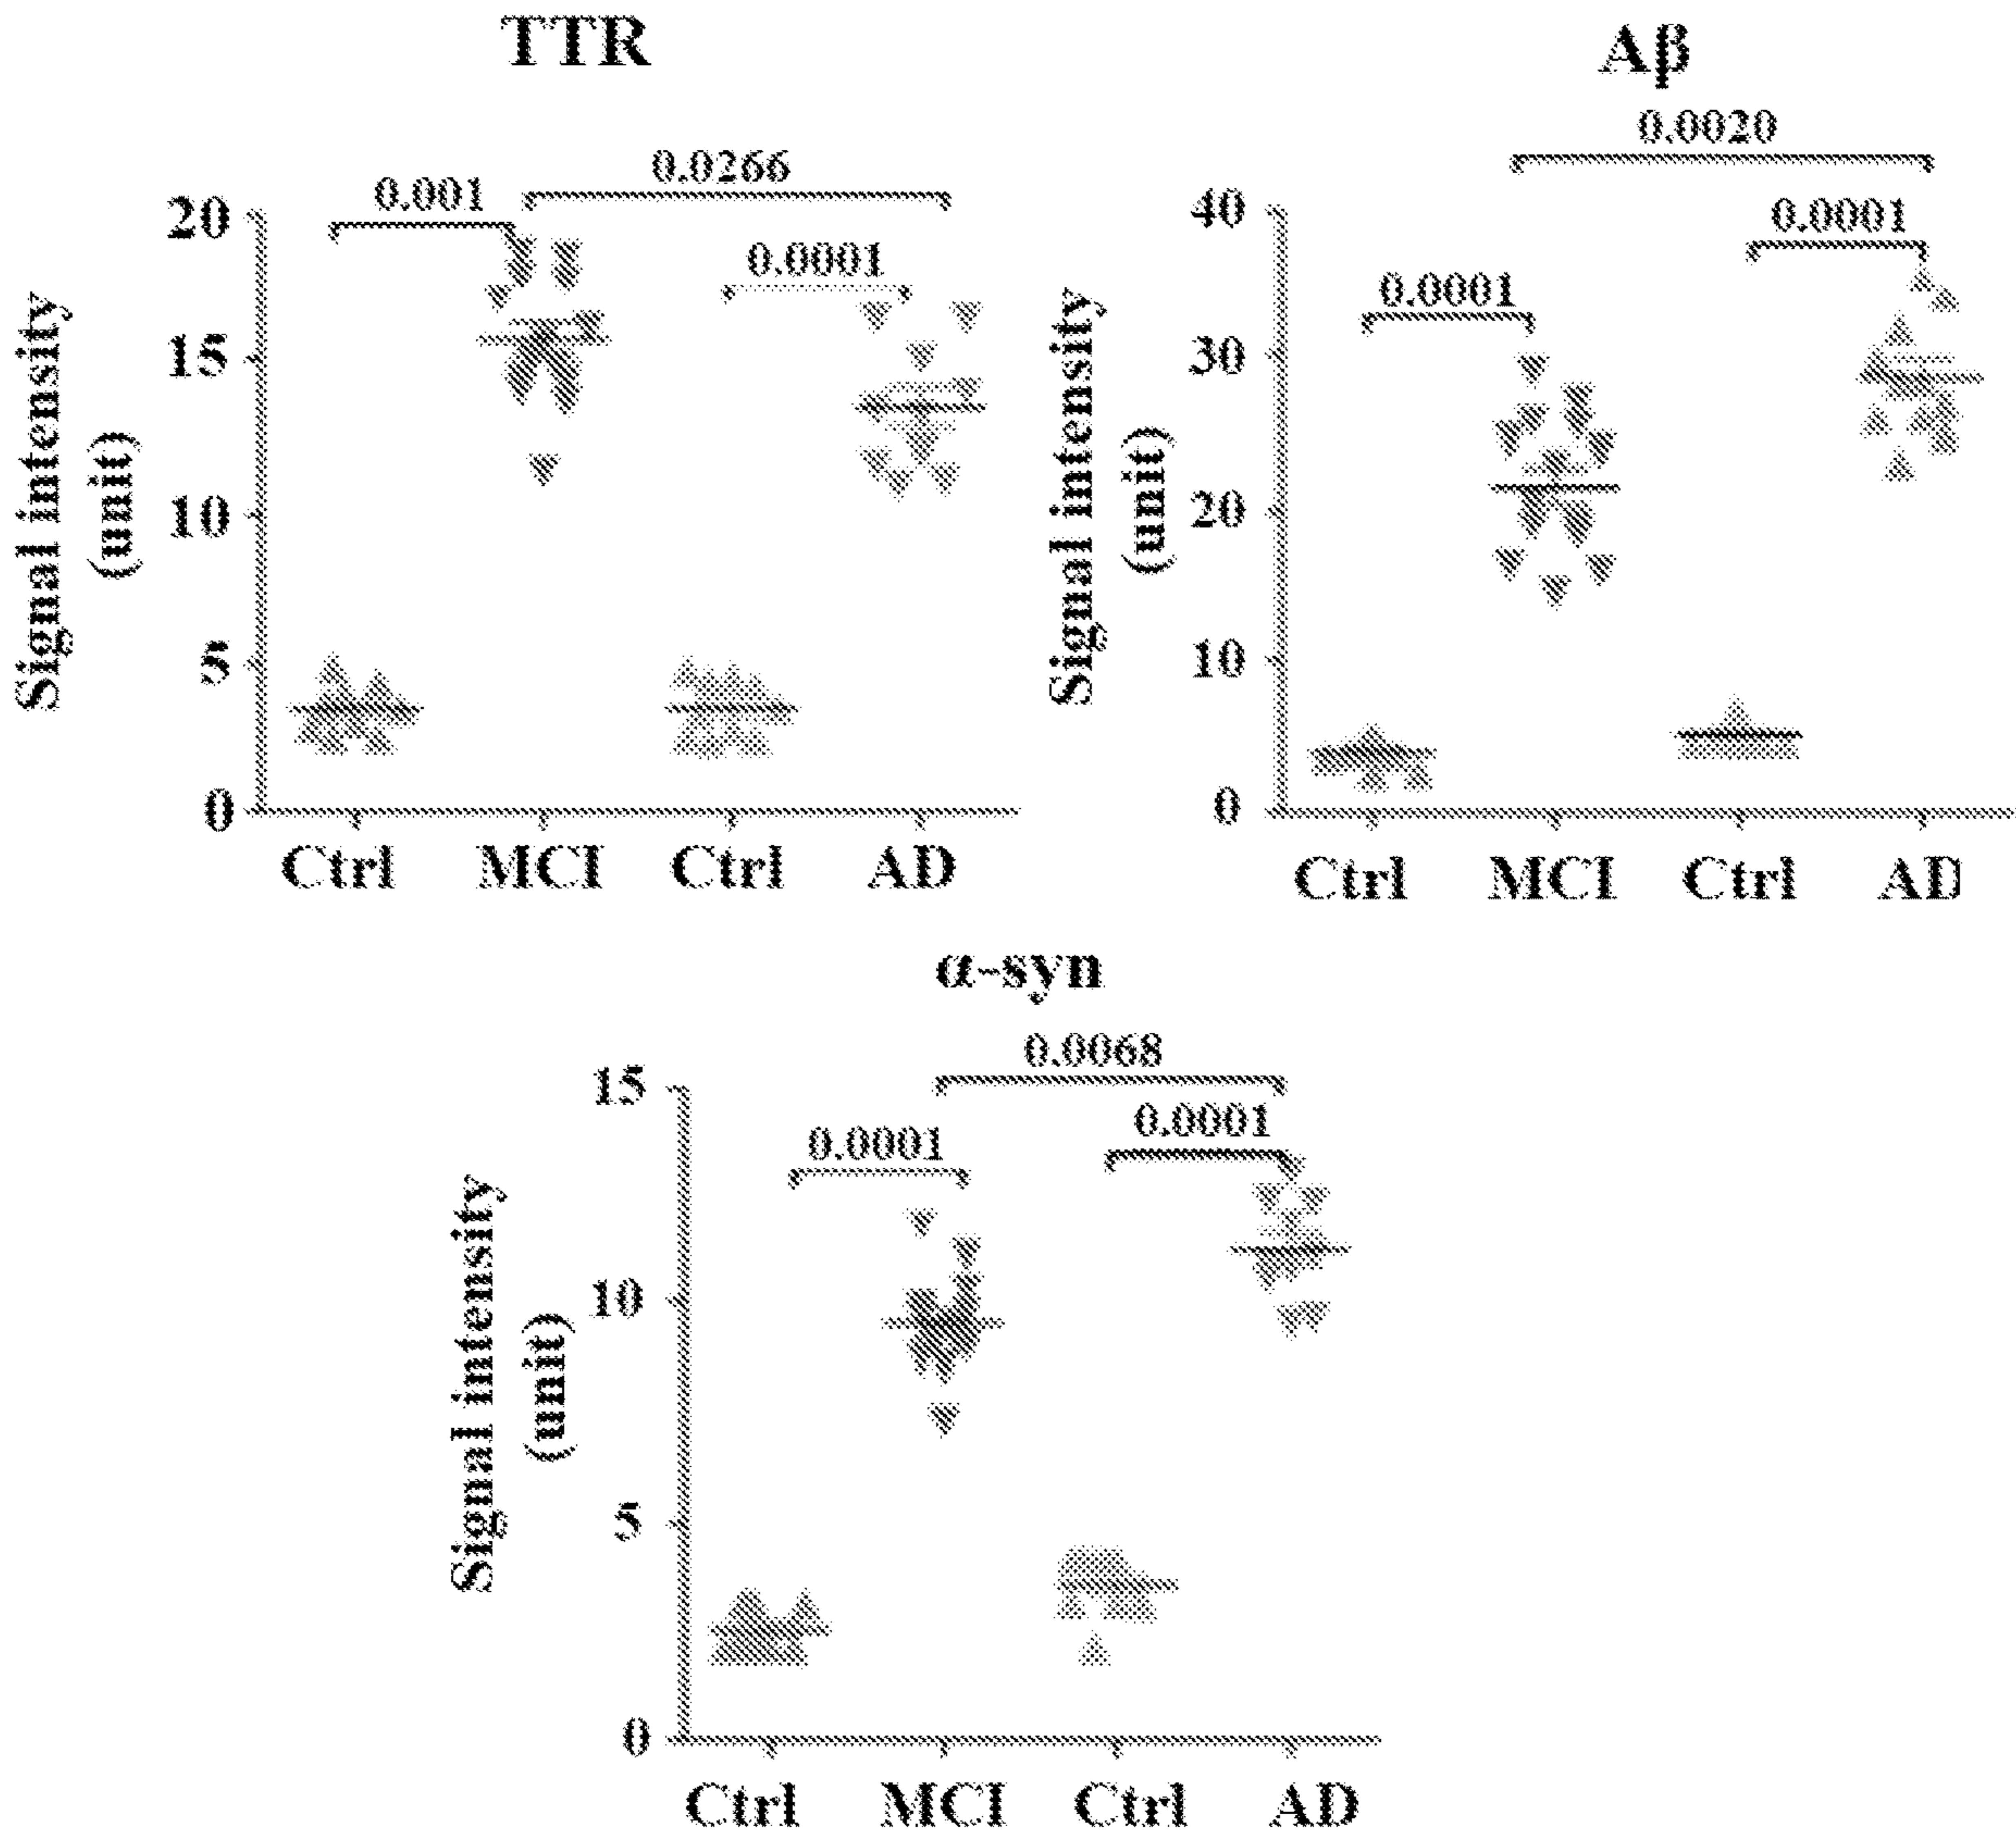 TTR
0.0266
0.001
0.0001
20
15
10
5
0
Signal intensity
(unit)
Ctrl MCI Ctrl AD
Aβ
0.0020
0.0001
0.0001
40
30
20
10
0
Signal intensity
(unit)
Ctrl MCI Ctrl AD
α-syn
0.0068
0.0001
0.0001
15
10
5
0
Signal intensity
(unit)
Ctrl MCI Ctrl AD